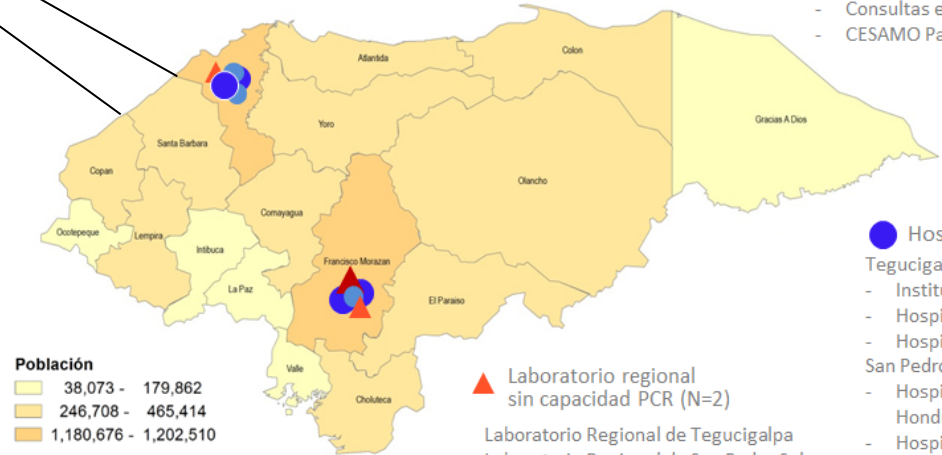 - Consultas e
- CESAMO Pa
Atlantida
Colon
Gracias A Dios
Yoro
Santa Barbara
Copan
Olancho
Comayagua
Ocotepeque
Lempira
Intibuca
Francisco Morazan
La Paz
El Paraiso
Valle
Choluteca
Población
38,073 - 179,862
246,708 - 465,414
1,180,676 - 1,202,510
Laboratorio regional
sin capacidad PCR (N=2)
Laboratorio Regional de Tegucigalpa
Hos
Teguciga
- Institu
- Hospi
- Hospi
San Pedro
- Hospi
Hond
- Hospi